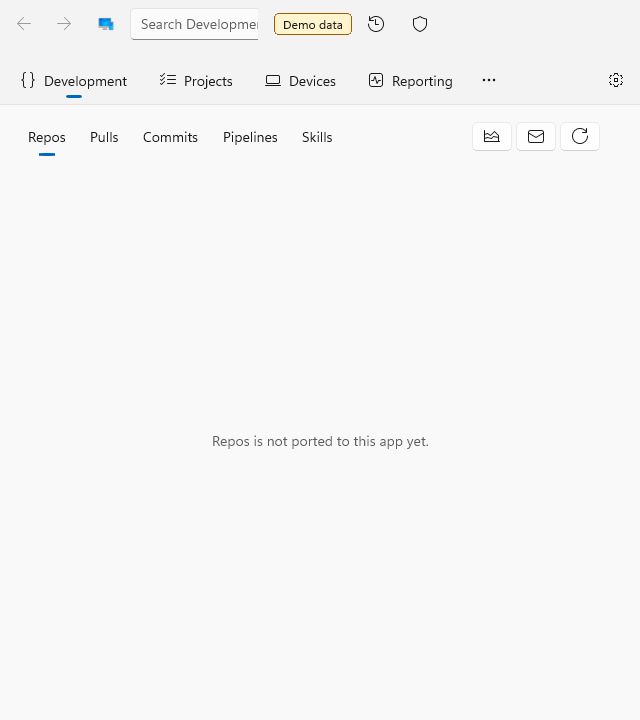 Search Developmen
Demo data
Development
Projects
Devices
Reporting
Repos
Pulls
Commits
Pipelines
Skills
Repos is not ported to this app yet.